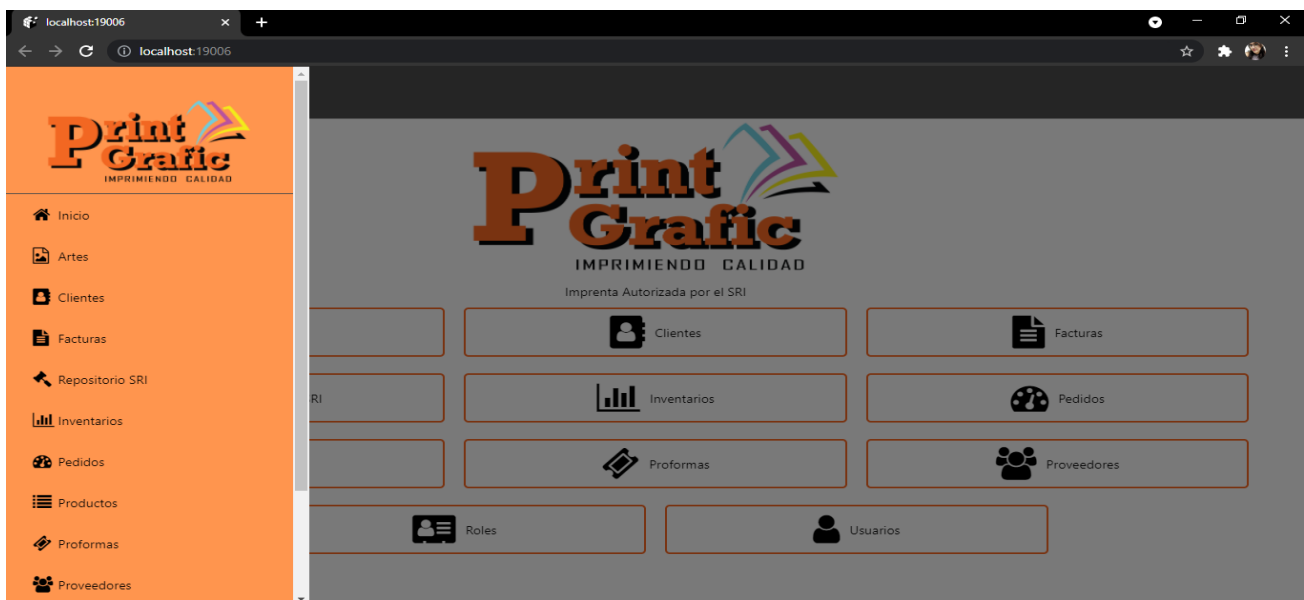 localhost:19006
localhost:19006
Print
Grafic
IMPRIMIENDO CALIDAD
Inicio
Artes
Clientes
Facturas
Repositorio SRI
Inventarios
Pedidos
Productos
Proformas
Proveedores
Print
Grafic
IMPRIMIENDO CALIDAD
Imprenta Autorizada por el SRI
Clientes
Facturas
RI
Inventarios
Pedidos
Proformas
Proveedores
Roles
Usuarios